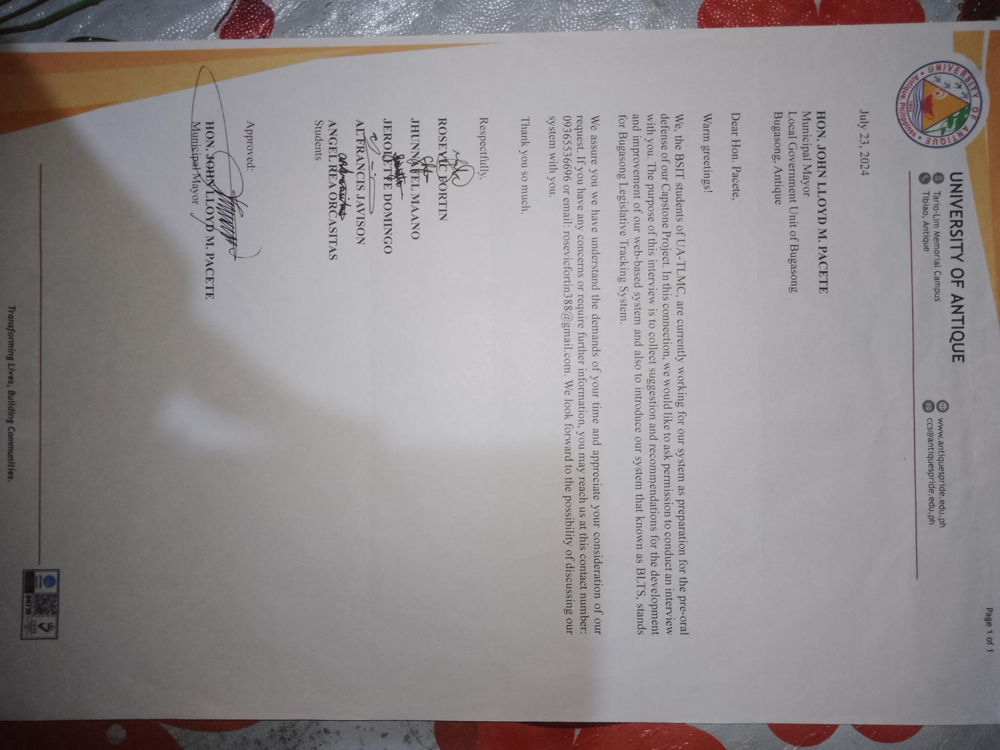 Page 1 of 1
UNIVERSITY OF ANTIQUE
Tario-Lim Memorial Campus
Tibiao, Antique
www.antiquespride.edu.ph
ccs@antiquespride.edu.ph
UNIVERSITY OF ANTIQUE
Antique, Philippines
1954
July 23, 2024
HON. JOHN LLOYD M. PACETE
Municipal Mayor
Local Government Unit of Bugasong
Bugasong, Antique
Dear Hon. Pacete,
Warm greetings!
We, the BSIT students of UA-TLMC, are currently working for our system as preparation for the pre-oral
defense of our Capstone Project. In this connection, we would like to ask permission to conduct an interview
with you. The purpose of this interview is to collect suggestion and recommendations for the development
and improvement of our web-based system and also to introduce our system that known as BLTS, stands
for Bugasong Legislative Tracking System.
We assure you we have understand the demands of your time and appreciate your consideration of our
request. If you have any concerns or require further information, you may reach us at this contact number:
09365536696 or email: rosevicfortin388@gmail.com. We look forward to the possibility of discussing our
system with you.
Thank you so much.
Respectfully,
ROSEVIC FORTIN
JHUNNAFEL MAANO
DOMINGO
AL FRANCIS JAVISON
ANGEL REA ORCASITAS
Students
Approved:
HON. JOHN LLOYD M. PACETE
Municipal Mayor
Transforming Lives, Building Communities.
UKAS